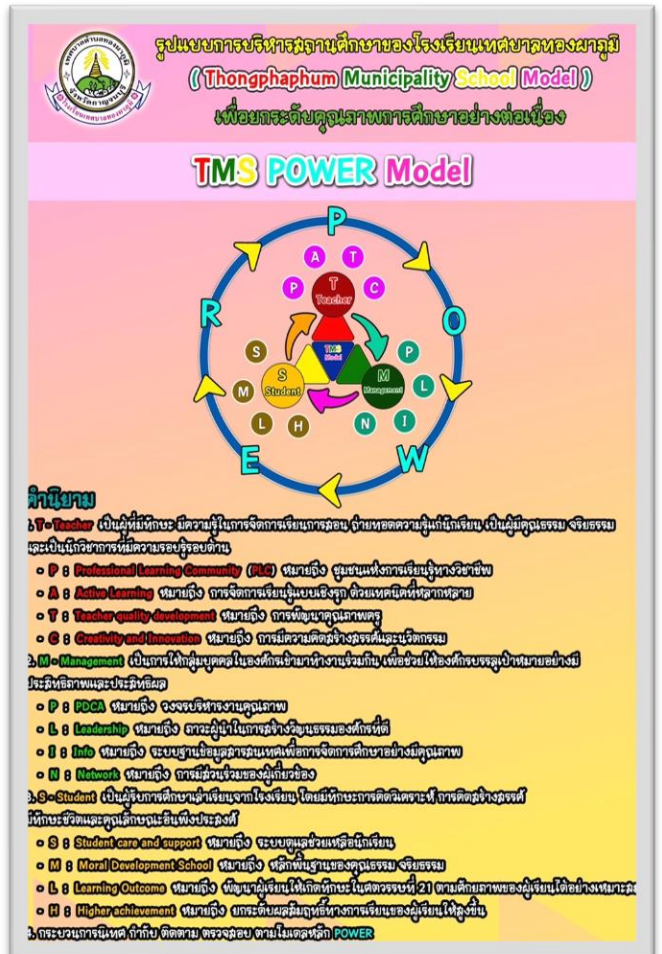 รูปแบบการบริหารสถานศึกษาของโรงเรียนเทศบาลทองผาภูมิ
( Thongphaphum Municipality School Model )
เพื่อยกระดับคุณภาพการศึกษาอย่างต่อเนื่อง
TMS POWER Model
P
A T
P C
T
Teacher
R
O
S
TMS
Model
P
M
S
Student
M
Management
L
L H
N I
E
W
คำนิยาม
1. T - Teacher เป็นผู้ที่มีทักษะ มีความรู้ในการจัดการเรียนการสอน ถ่ายทอดความรู้แก่นักเรียน เป็นผู้มีคุณธรรม จริยธรรม
และเป็นนักวิชาการที่มีความรอบรู้รอบด้าน
P : Professional Learning Community (PLC) หมายถึง ชุมชนแห่งการเรียนรู้ทางวิชาชีพ
A : Active Learning หมายถึง การจัดการเรียนรู้แบบเชิงรุก ด้วยเทคนิคที่หลากหลาย
T : Teacher quality development หมายถึง การพัฒนาคุณภาพครู
C : Creativity and Innovation หมายถึง การมีความคิดสร้างสรรค์และนวัตกรรม
2. M - Management เป็นการให้กลุ่มบุคคลในองค์กรเข้ามาทำงานร่วมกัน เพื่อช่วยให้องค์กรบรรลุเป้าหมายอย่างมี
ประสิทธิภาพและประสิทธิผล
P : PDCA หมายถึง วงจรบริหารงานคุณภาพ
L : Leadership หมายถึง ภาวะผู้นำในการสร้างวัฒนธรรมองค์กรที่ดี
I : Info หมายถึง ระบบฐานข้อมูลสารสนเทศเพื่อการจัดการศึกษาอย่างมีคุณภาพ
N : Network หมายถึง การมีส่วนร่วมของผู้เกี่ยวข้อง
3. S - Student เป็นผู้รับการศึกษาเล่าเรียนจากโรงเรียน โดยมีทักษะการคิดวิเคราะห์ การคิดสร้างสรรค์
มีทักษะชีวิตและคุณลักษณะอันพึงประสงค์
S : Student care and support หมายถึง ระบบดูแลช่วยเหลือนักเรียน
M : Moral Development School หมายถึง หลักพื้นฐานของคุณธรรม จริยธรรม
L : Learning Outcome หมายถึง พัฒนาผู้เรียนให้เกิดทักษะในศตวรรษที่ 21 ตามศักยภาพของผู้เรียนได้อย่างเหมาะสม
H : Higher achievement หมายถึง ยกระดับผลสัมฤทธิ์ทางการเรียนของผู้เรียนให้สูงขึ้น
4. กระบวนการนิเทศ กำกับ ติดตาม ตรวจสอบ ตามโมเดลหลัก POWER